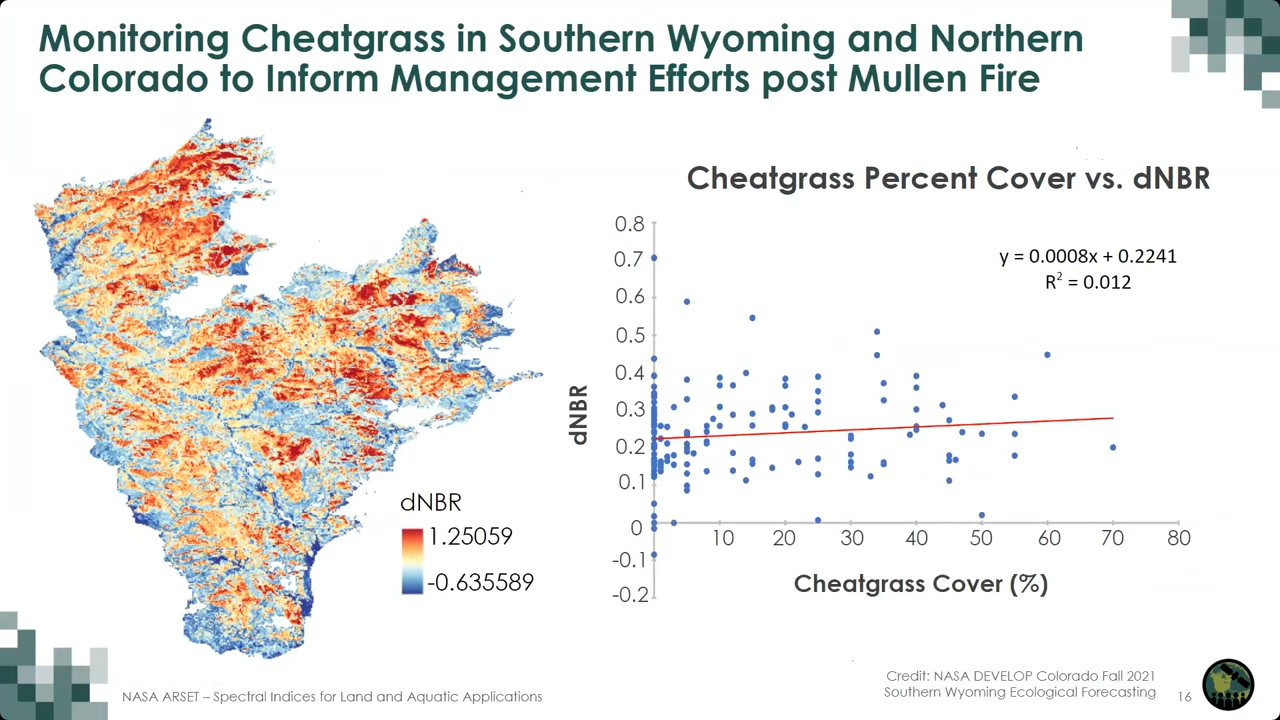 Monitoring Cheatgrass in Southern Wyoming and Northern
Colorado to Inform Management Efforts post Mullen Fire
dNBR
1.25059
-0.635589
Cheatgrass Percent Cover vs. dNBR
y = 0.0008x + 0.2241
R² = 0.012
dNBR
0.8
0.7
0.6
0.5
0.4
0.3
0.2
0.1
0
-0.1
-0.2
10 20 30 40 50 60 70 80
Cheatgrass Cover (%)
Credit: NASA DEVELOP Colorado Fall 2021
Southern Wyoming Ecological Forecasting
NASA ARSET – Spectral Indices for Land and Aquatic Applications
16